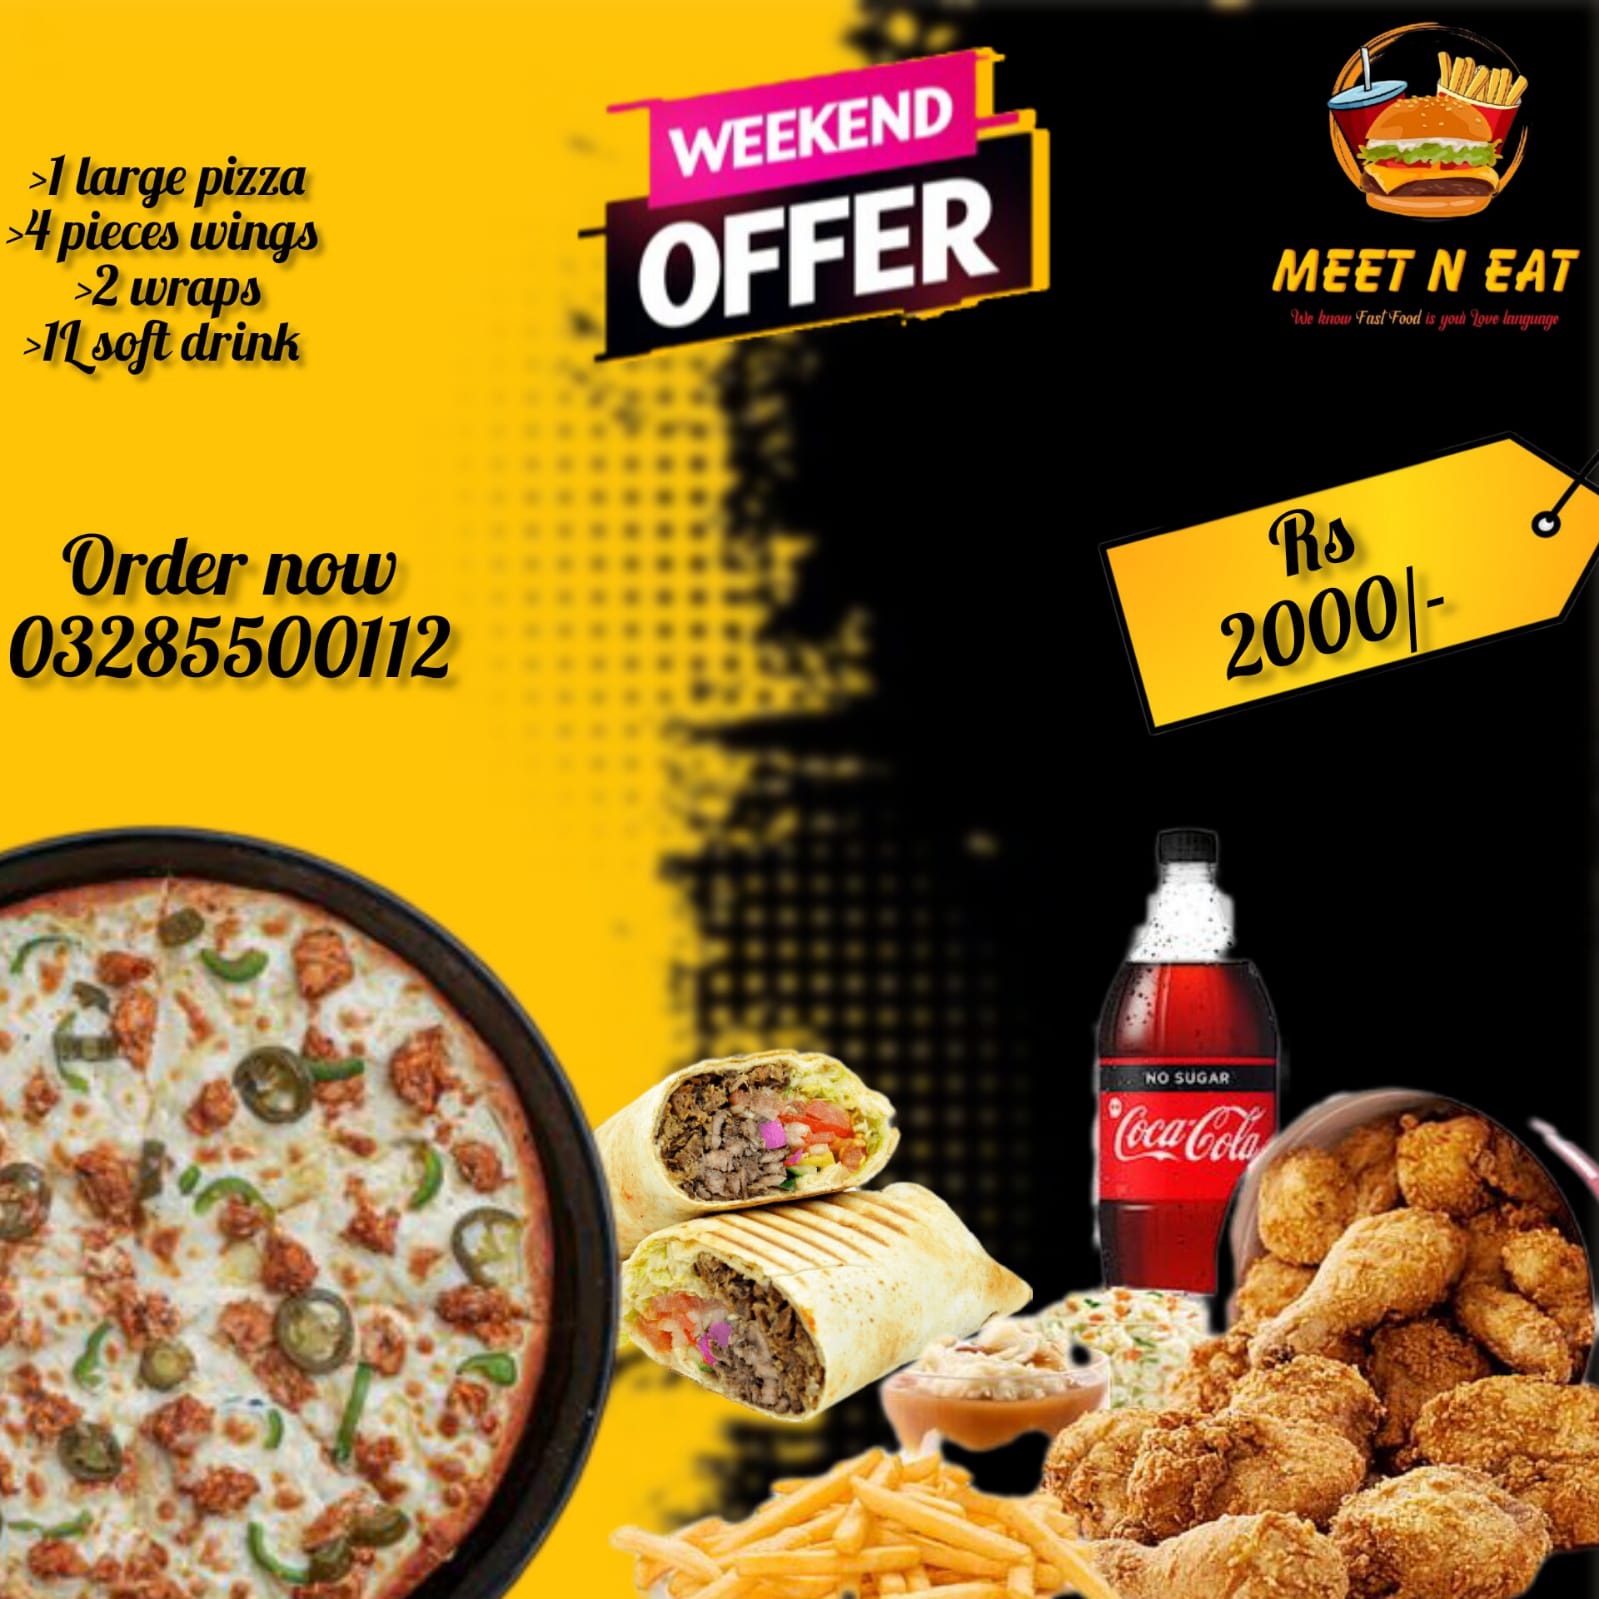 WEEKEND
OFFER
MEET N EAT
We know Fast Food is your Love language
>1 large pizza
>4 pieces wings
>2 wraps
>1L soft drink
Order now
03285500112
Rs
2000/-
NO SUGAR
Coca-Cola